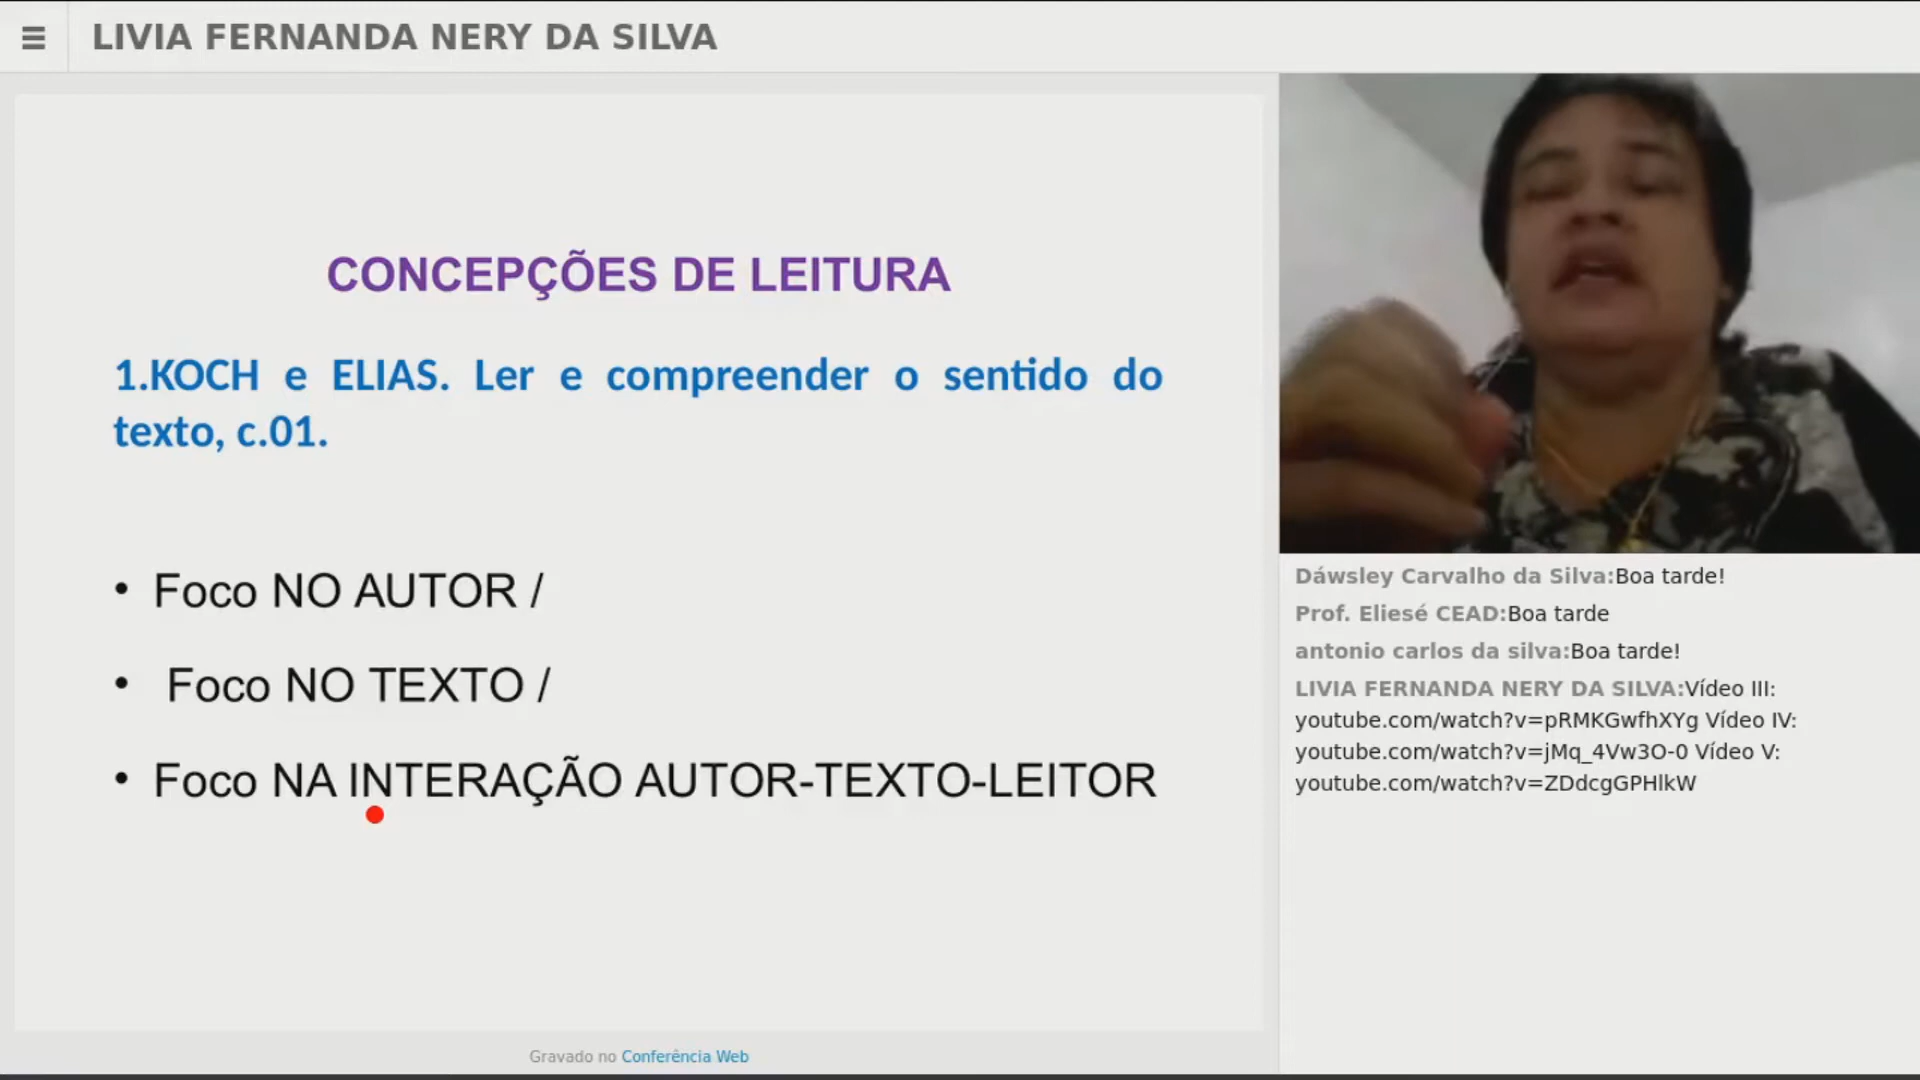 LIVIA FERNANDA NERY DA SILVA
CONCEPÇÕES DE LEITURA
1.KOCH e ELIAS. Ler e compreender o sentido do
texto, c.01.
• Foco NO AUTOR /
• Foco NO TEXTO /
• Foco NA INTERAÇÃO AUTOR-TEXTO-LEITOR
Gravado no Conferência Web
Dáwsley Carvalho da Silva:Boa tarde!
Prof. Eliesé CEAD:Boa tarde
antonio carlos da silva:Boa tarde!
LIVIA FERNANDA NERY DA SILVA:Vídeo III:
youtube.com/watch?v=pRMKGwfhXYg Vídeo IV:
youtube.com/watch?v=jMq_4Vw3O-0 Vídeo V:
youtube.com/watch?v=ZDdcgGPHlkW